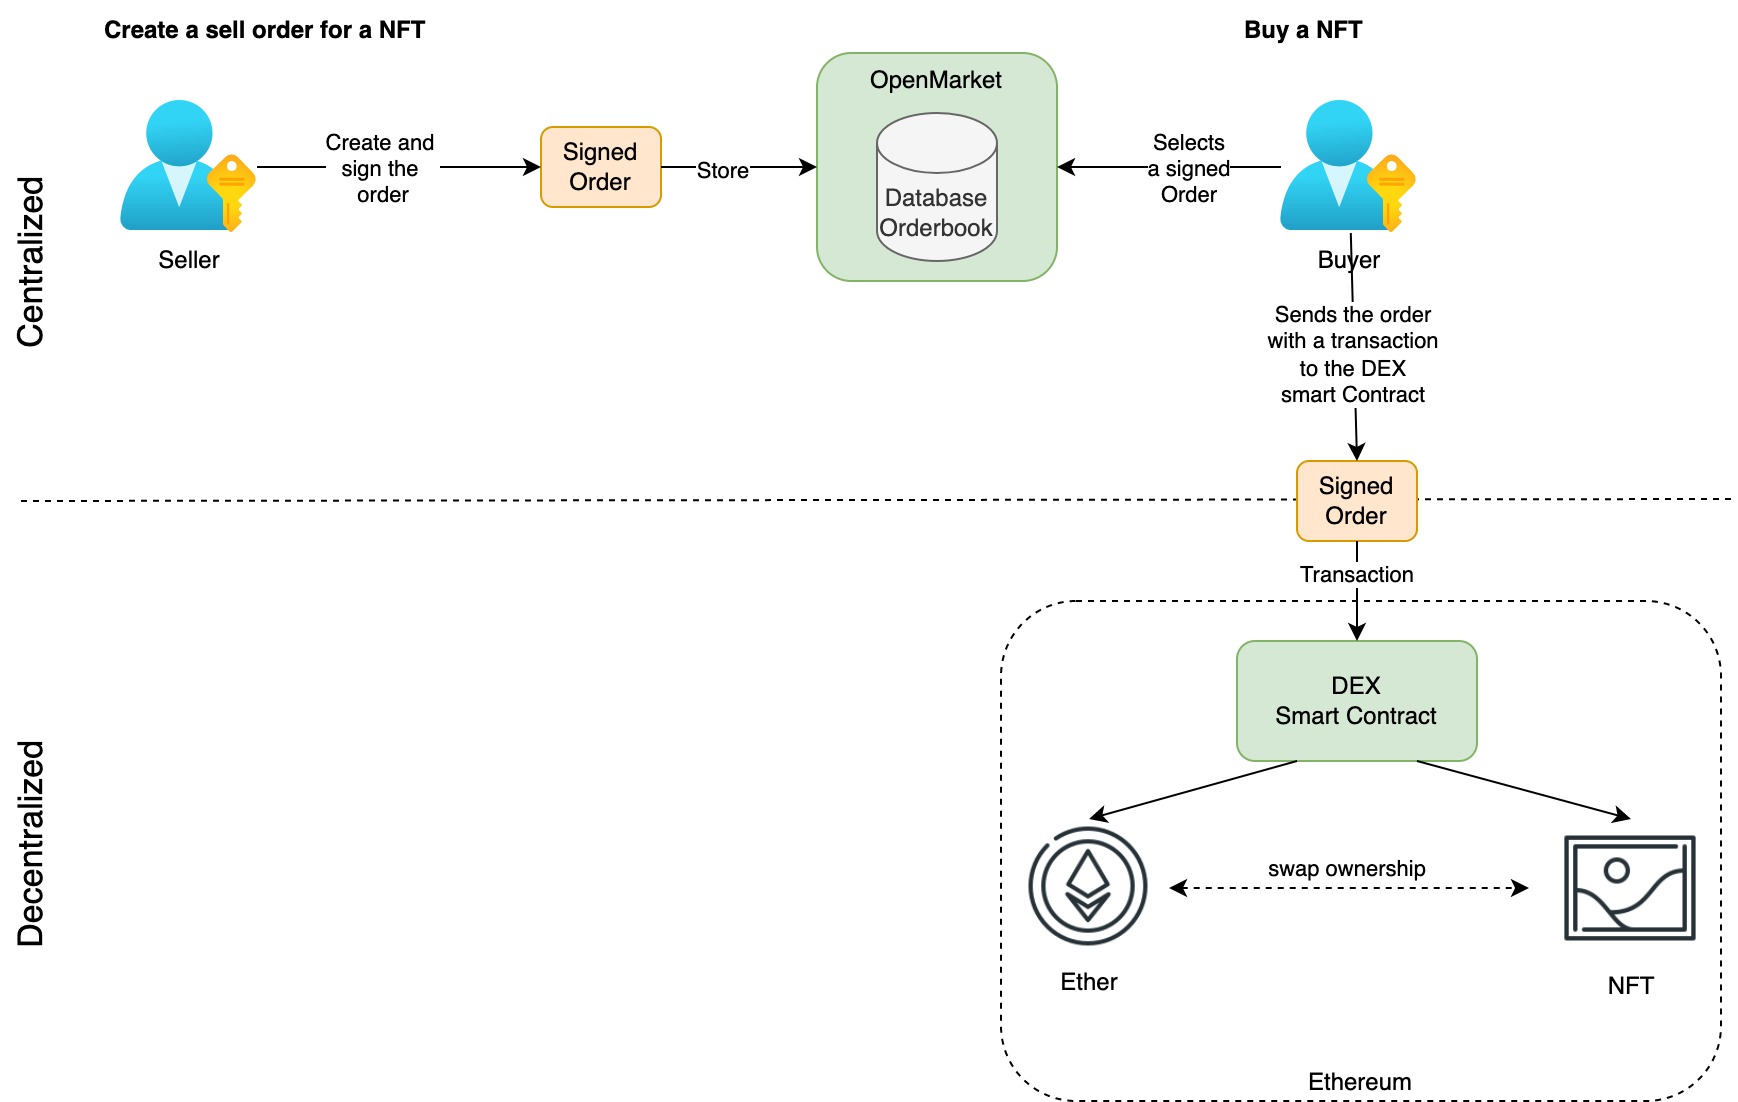 Create a sell order for a NFT
Buy a NFT
Centralized
Seller
Create and
sign the
order
Signed
Order
Store
OpenMarket
Database
Orderbook
Selects
a signed
Order
Buyer
Sends the order
with a transaction
to the DEX
smart Contract
Signed
Order
Transaction
Decentralized
DEX
Smart Contract
swap ownership
Ether
NFT
Ethereum